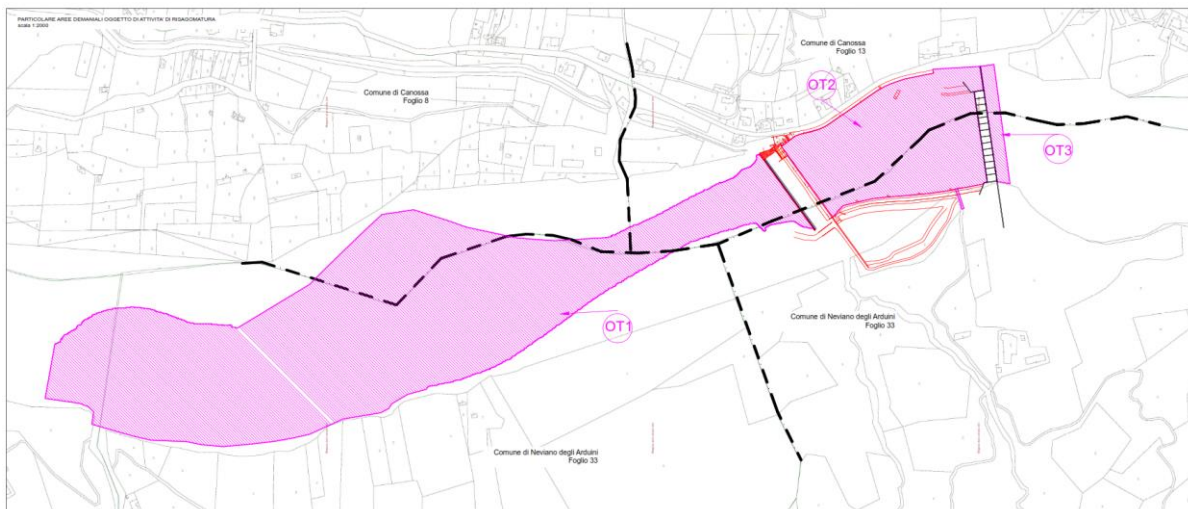 PARTICOLARE AREE DEMANIALI OGGETTO DI ATTIVITA' DI RISAGOMATURA
scala 1:2000
Comune di Canossa
Foglio 13
OT2
Comune di Canossa
Foglio 8
OT3
OT1
Comune di Neviano degli Arduini
Foglio 33
Comune di Neviano degli Arduini
Foglio 33